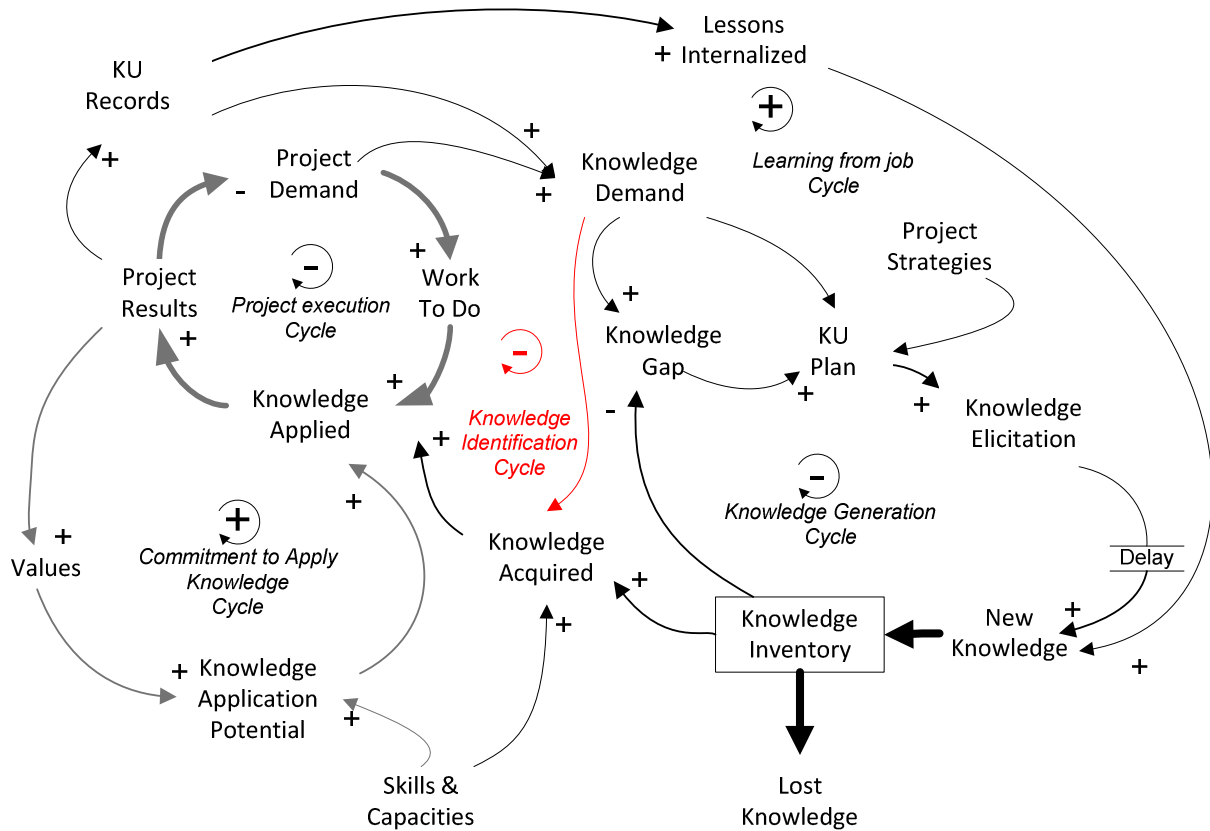 Lessons
Internalized
+
KU
Records
+
+
Learning from job
Cycle
+
Project
Demand
-
Knowledge
Demand
+
Project
Strategies
+
Project
Results
+
-
Project execution
Cycle
Work
To Do
+
Knowledge
Gap
-
KU
Plan
+
+
-
Knowledge
Identification
Cycle
Knowledge
Applied
+
+
+
Knowledge
Elicitation
-
Knowledge Generation
Cycle
+
Commitment to Apply
Knowledge
Cycle
Values
+
Knowledge
Acquired
+
+
Delay
Knowledge
Inventory
New
Knowledge
+
+
Knowledge
Application
Potential
+
+
Skills &
Capacities
Lost
Knowledge